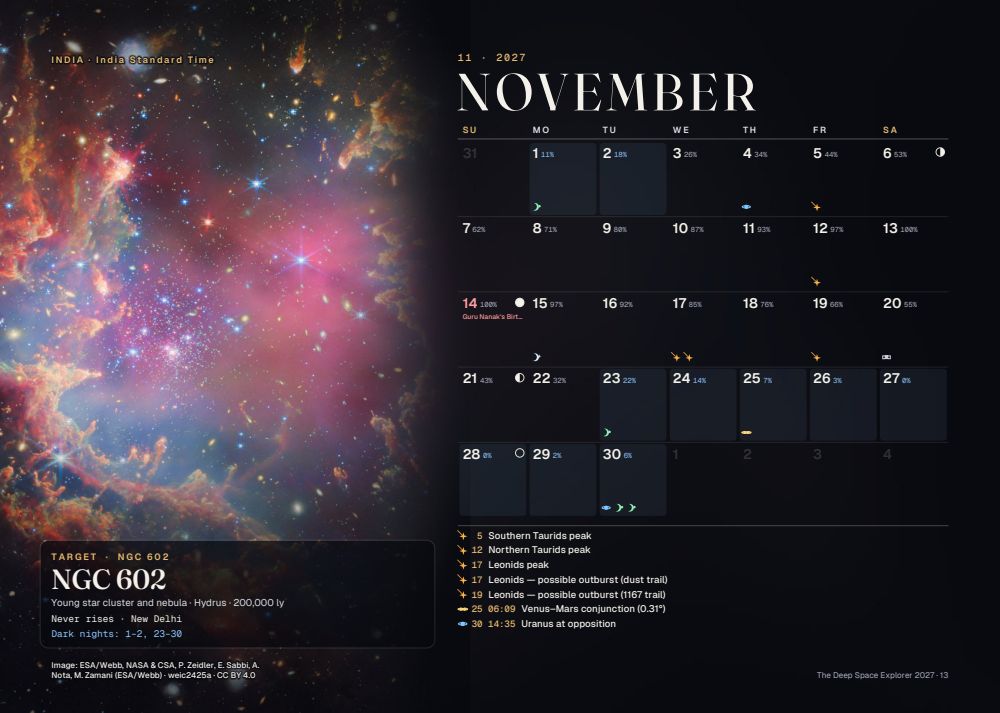 INDIA · India Standard Time
11 · 2027
NOVEMBER
SU MO TU WE TH FR SA
31 1 11% 2 18% 3 26% 4 34% 5 44% 6 53%
7 62% 8 71% 9 80% 10 87% 11 93% 12 97% 13 100%
14 100% 15 97% 16 92% 17 85% 18 76% 19 66% 20 55%
Guru Nanak's Birt…
21 43% 22 32% 23 22% 24 14% 25 7% 26 3% 27 0%
28 0% 29 2% 30 6% 1 2 3 4
5 Southern Taurids peak
12 Northern Taurids peak
17 Leonids peak
17 Leonids — possible outburst (dust trail)
19 Leonids — possible outburst (1167 trail)
25 06:09 Venus–Mars conjunction (0.31°)
30 14:35 Uranus at opposition
TARGET · NGC 602
NGC 602
Young star cluster and nebula · Hydrus · 200,000 ly
Never rises · New Delhi
Dark nights: 1–2, 23–30
Image: ESA/Webb, NASA & CSA, P. Zeidler, E. Sabbi, A.
Nota, M. Zamani (ESA/Webb) · weic2425a · CC BY 4.0
The Deep Space Explorer 2027 · 13